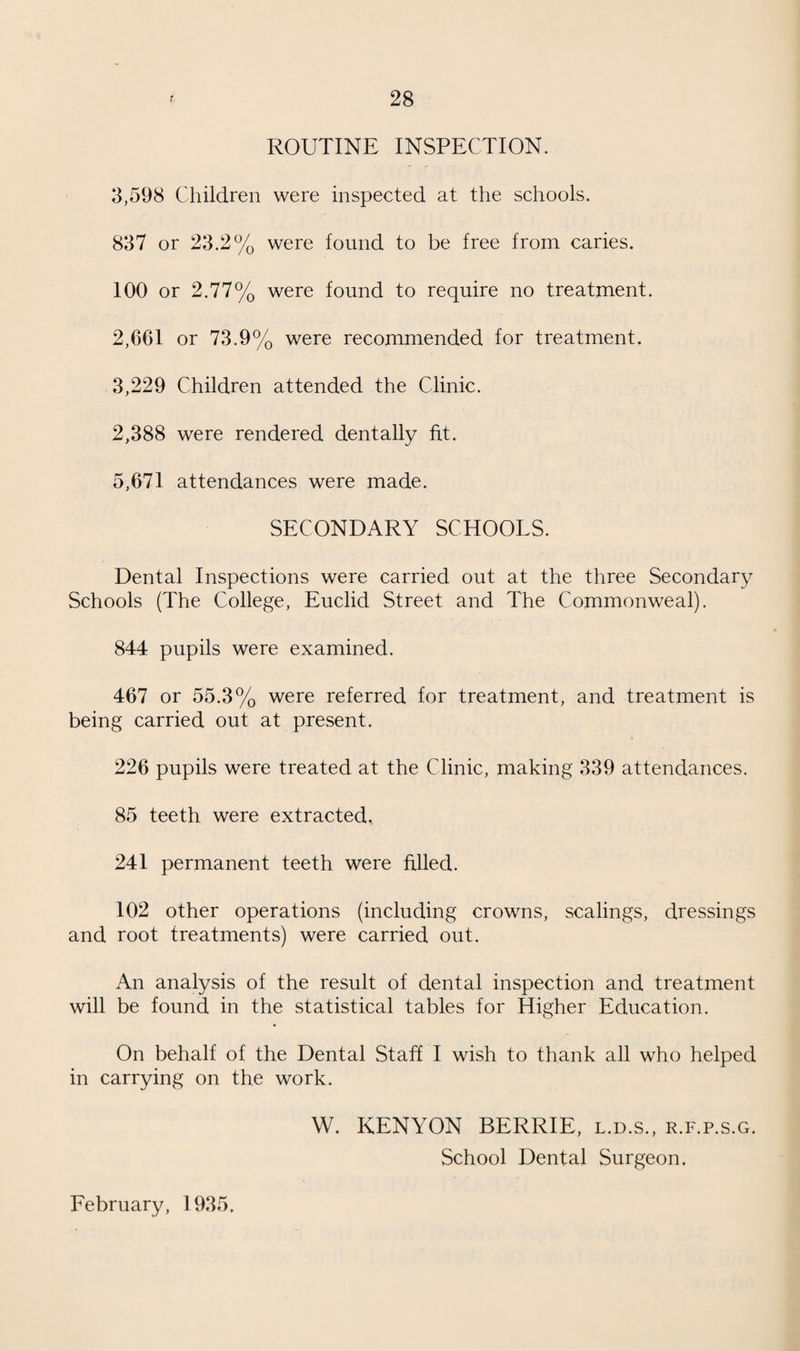 28
ROUTINE INSPECTION.
3,598 Children were inspected at the schools.
837 or 23.2% were found to be free from caries.
100 or 2.77% were found to require no treatment.
2,661 or 73.9% were recommended for treatment.
3,229 Children attended the Clinic.
2,388 were rendered dentally fit.
5,671 attendances were made.
SECONDARY SCHOOLS.
Dental Inspections were carried out at the three Secondary
Schools (The College, Euclid Street and The Commonweal).
844 pupils were examined.
467 or 55.3% were referred for treatment, and treatment is
being carried out at present.
226 pupils were treated at the Clinic, making 339 attendances.
85 teeth were extracted.
241 permanent teeth were filled.
102 other operations (including crowns, scalings, dressings
and root treatments) were carried out.
An analysis of the result of dental inspection and treatment
will be found in the statistical tables for Higher Education.
On behalf of the Dental Staff I wish to thank all who helped
in carrying on the work.
W. KENYON BERRIE, L.D.S., R.F.P.S.G.
School Dental Surgeon.
February, 1935.